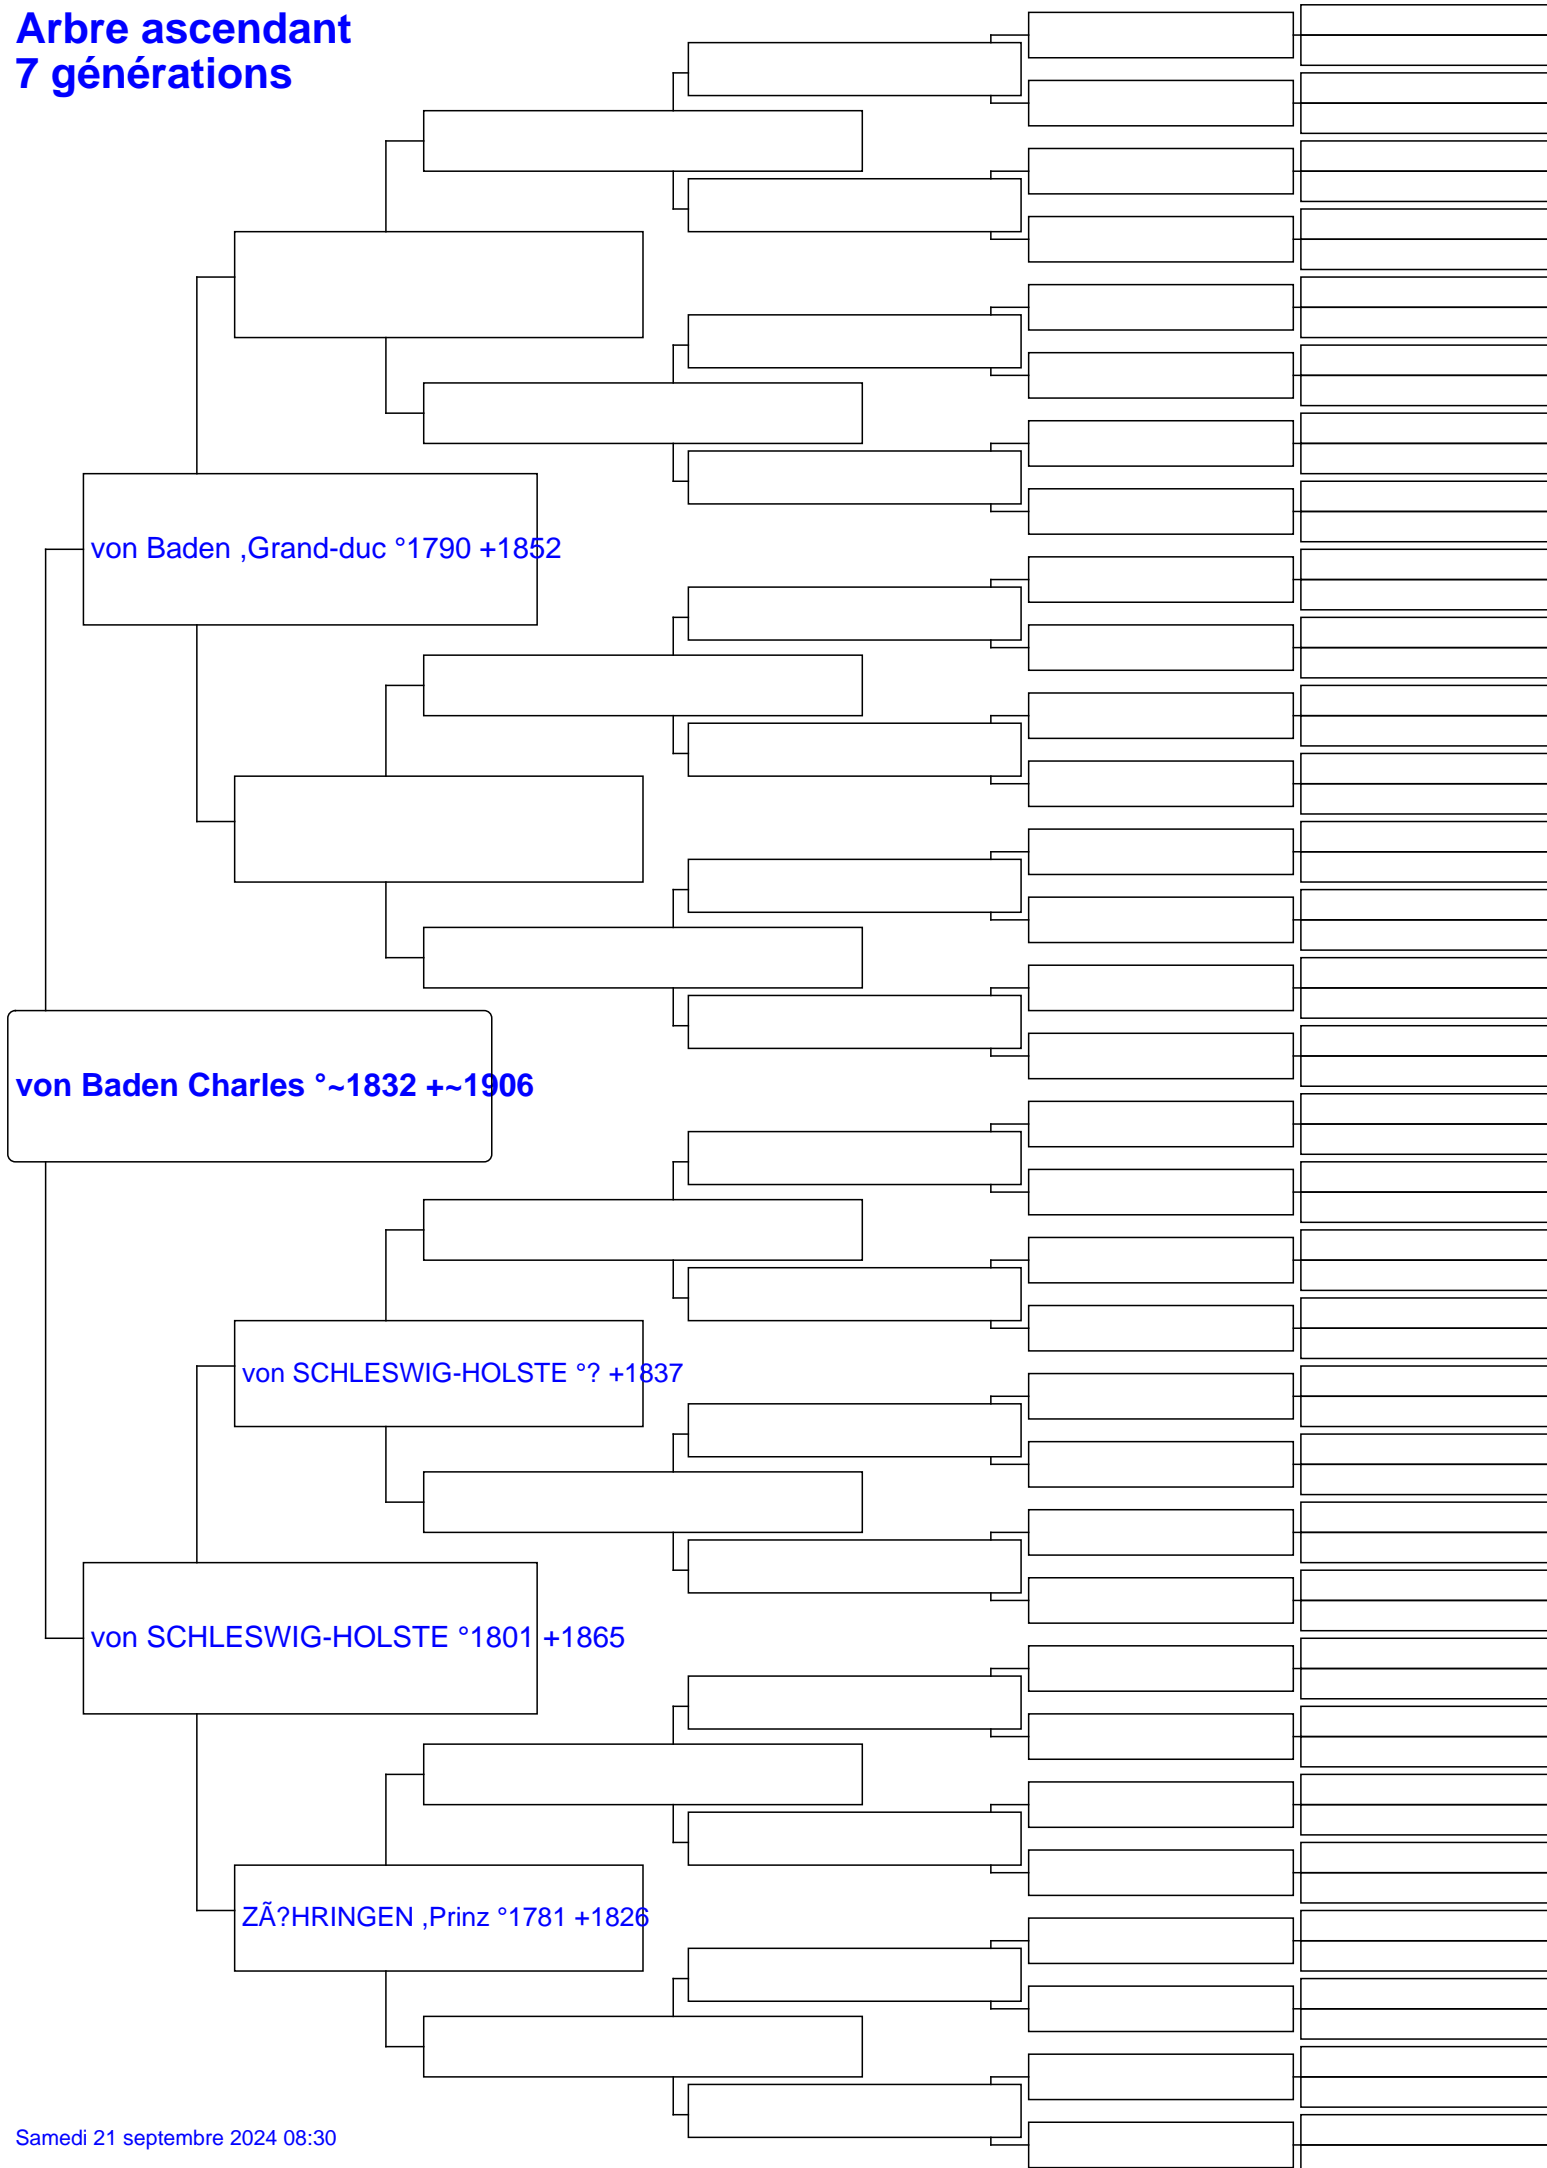 Arbre ascendant
7 générations
von Baden ,Grand-duc °1790 +1852
von Baden Charles °~1832 +~1906
von SCHLESWIG-HOLSTE °? +1837
von SCHLESWIG-HOLSTE °1801 +1865
ZÃ?HRINGEN ,Prinz °1781 +1826
Samedi 21 septembre 2024 08:30